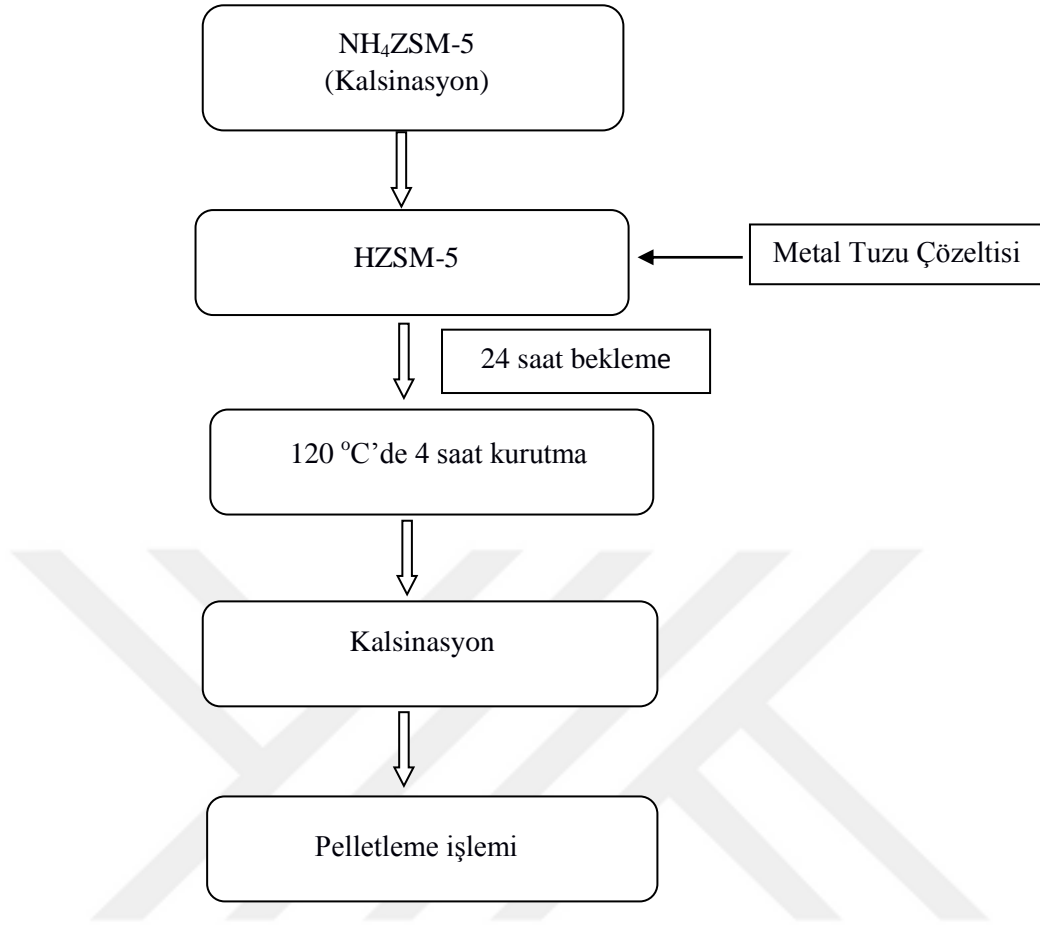 NH₄ZSM-5
(Kalsinasyon)
HZSM-5
Metal Tuzu Çözeltisi
24 saat bekleme
120 °C’de 4 saat kurutma
Kalsinasyon
Pelletleme işlemi